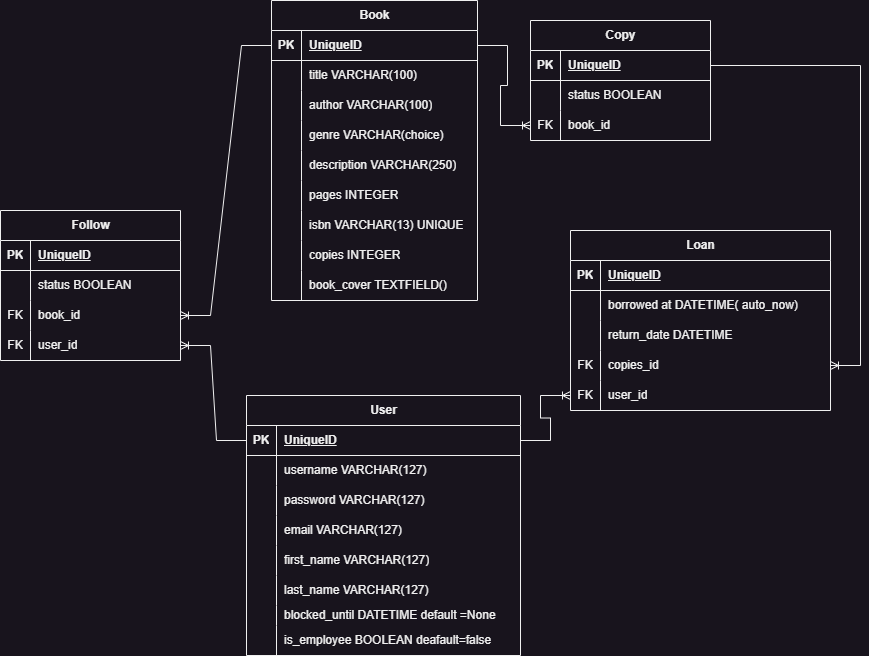 Book
PK UniqueID
title VARCHAR(100)
author VARCHAR(100)
genre VARCHAR(choice)
description VARCHAR(250)
pages INTEGER
isbn VARCHAR(13) UNIQUE
copies INTEGER
book_cover TEXTFIELD()
Copy
PK UniqueID
status BOOLEAN
FK book_id
Follow
PK UniqueID
status BOOLEAN
FK book_id
FK user_id
Loan
PK UniqueID
borrowed at DATETIME( auto_now)
return_date DATETIME
FK copies_id
FK user_id
User
PK UniqueID
username VARCHAR(127)
password VARCHAR(127)
email VARCHAR(127)
first_name VARCHAR(127)
last_name VARCHAR(127)
blocked_until DATETIME default =None
is_employee BOOLEAN deafault=false